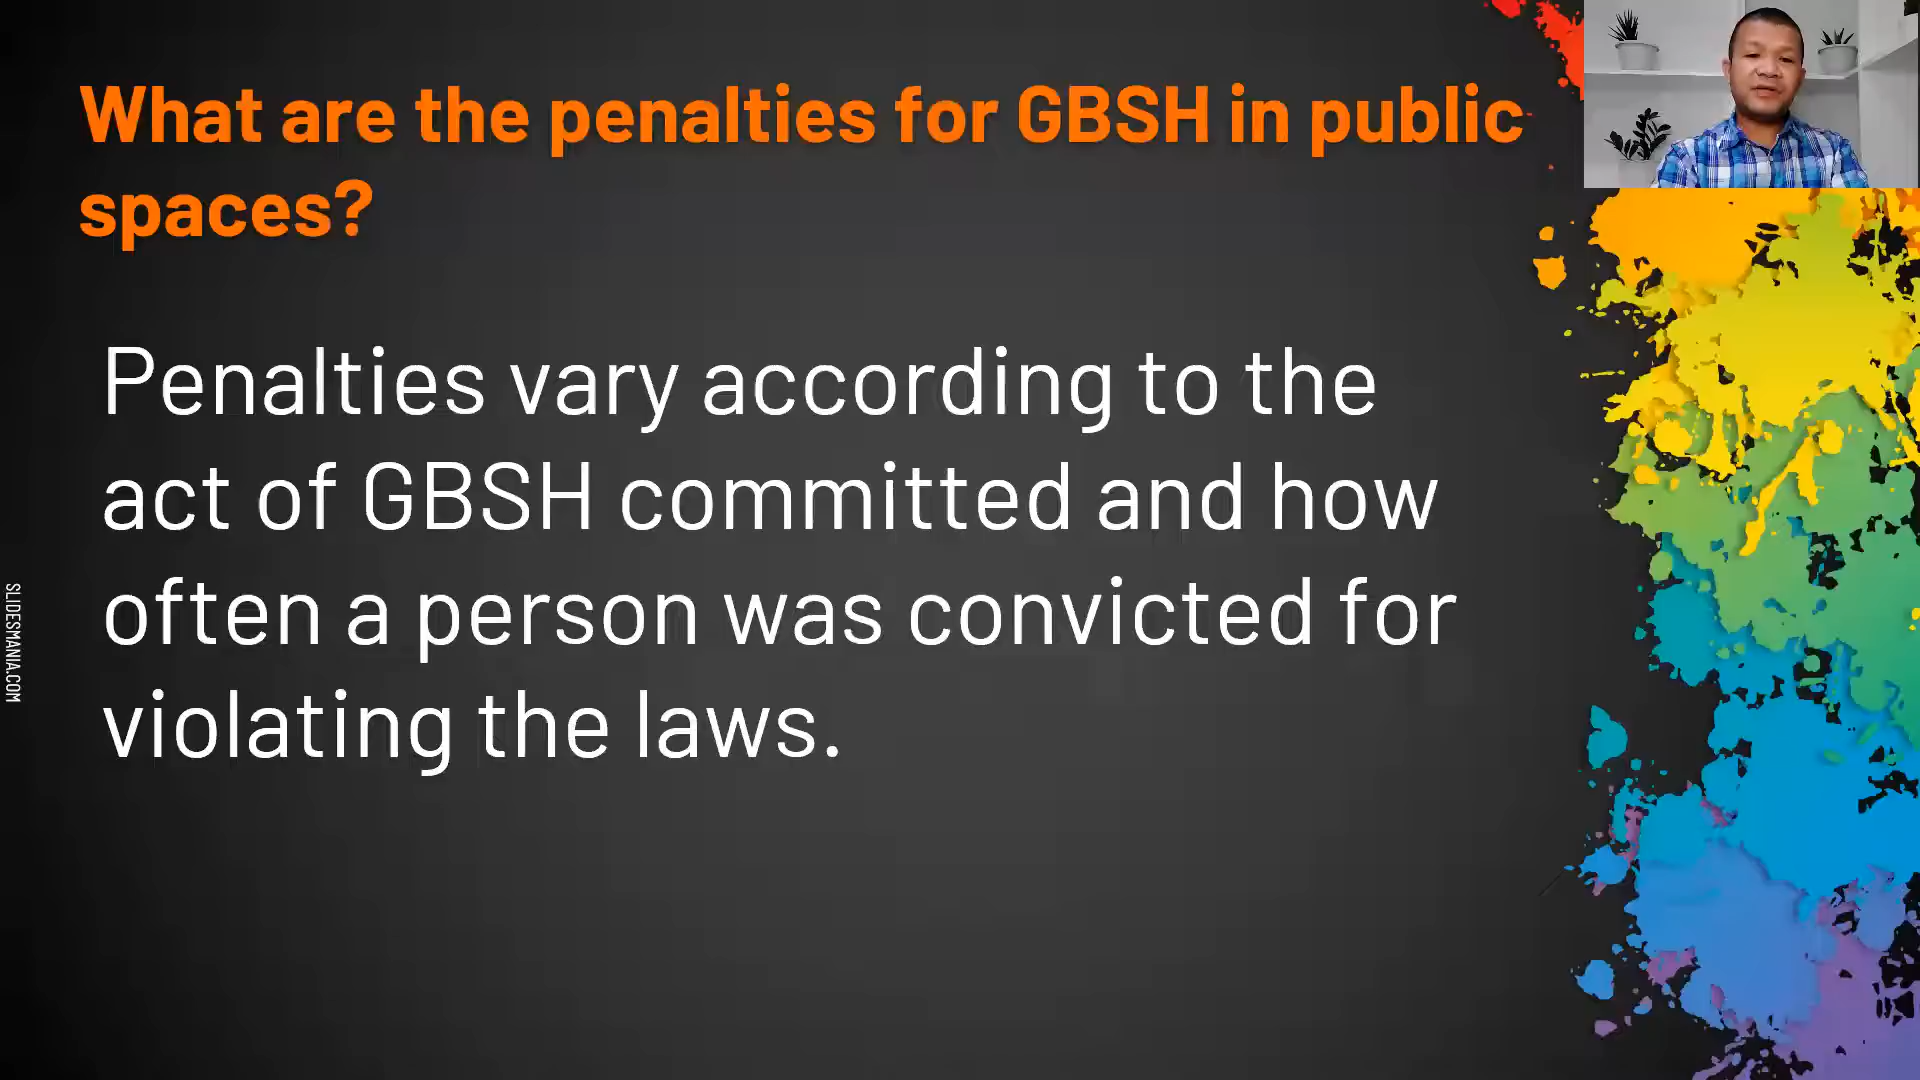 What are the penalties for GBSH in public
spaces?
Penalties vary according to the
act of GBSH committed and how
often a person was convicted for
violating the laws.
SLIDESMANIA.COM